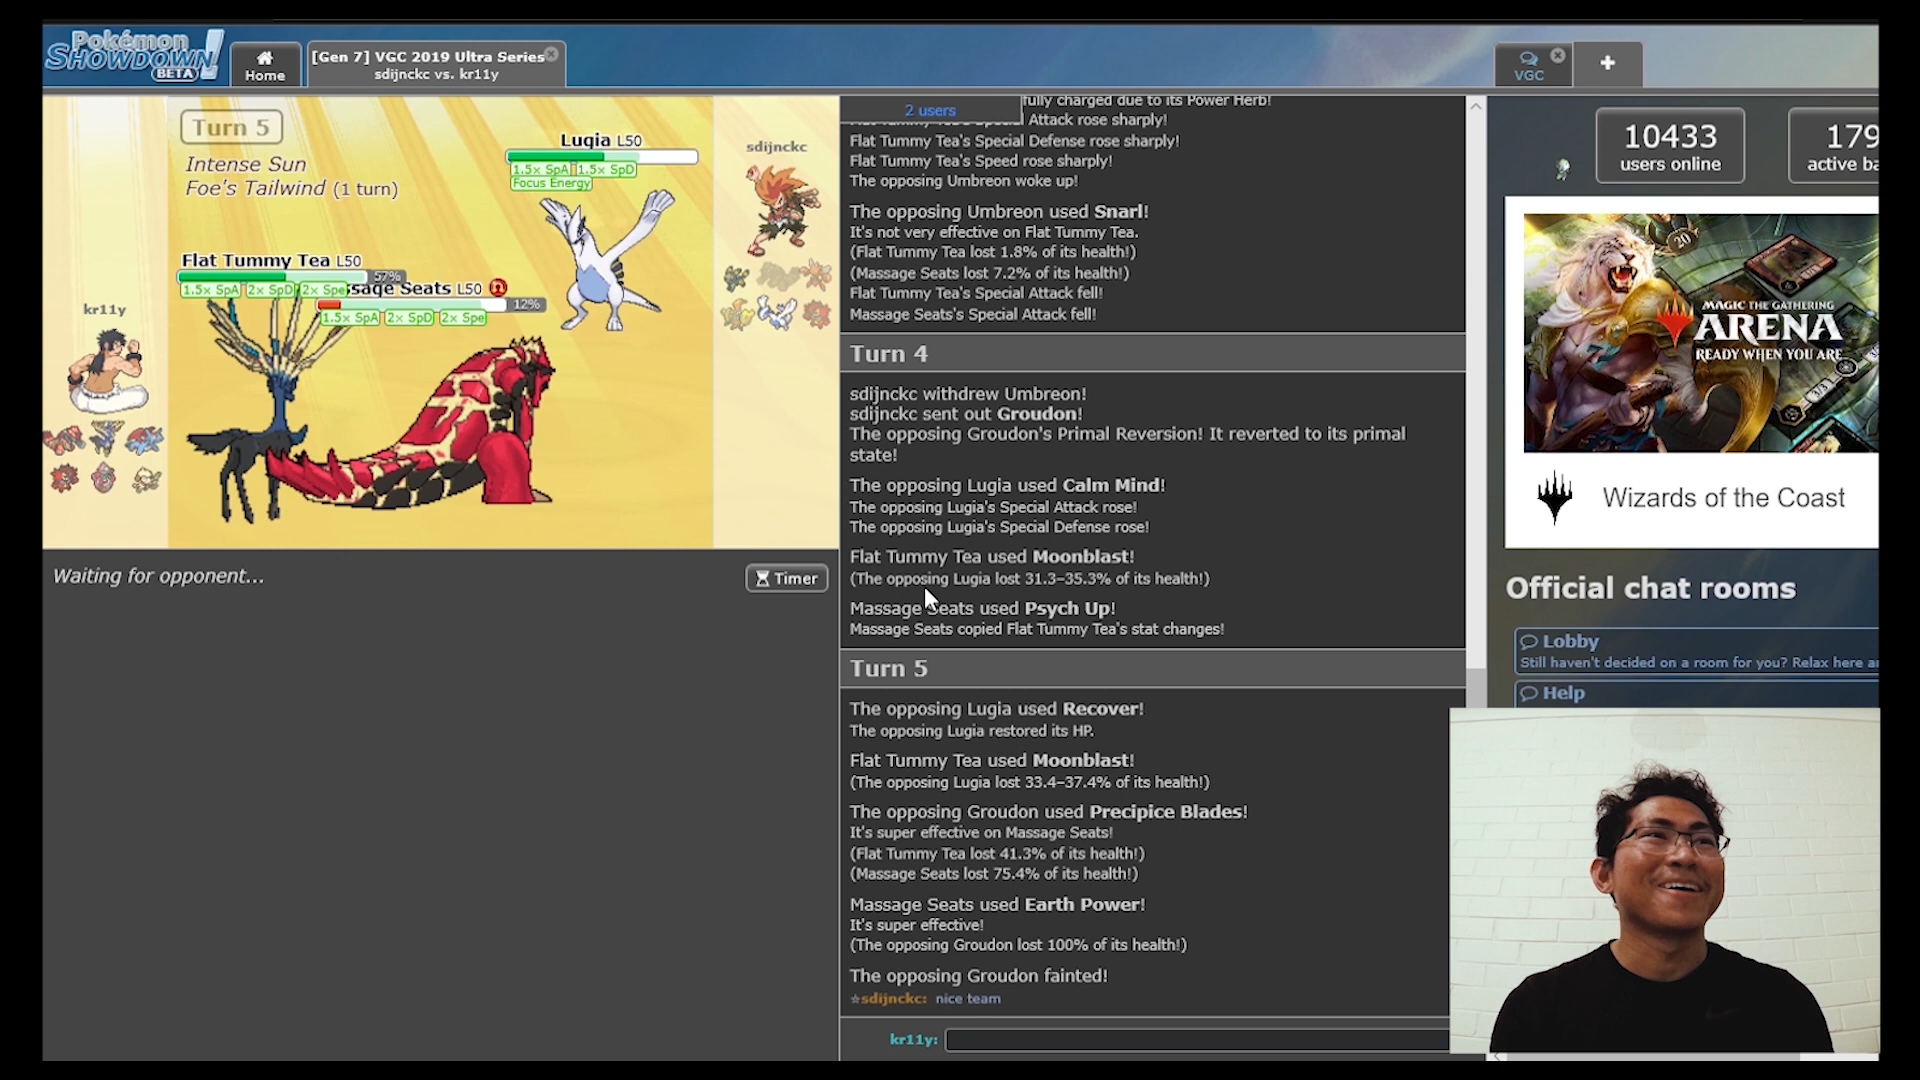 Pokémon
SHOWDOWN!
BETA
Home
[Gen 7] VGC 2019 Ultra Series
sdijnckc vs. kr11y
VGC
Turn 5
Intense Sun
Foe's Tailwind (1 turn)
Lugia L50
1.5× SpA 1.5× SpD
Focus Energy
sdijnckc
Flat Tummy Tea L50
57%
1.5× SpA 2× SpD 2× Spe
ssage Seats L50
12%
1.5× SpA 2× SpD 2× Spe
kr11y
Waiting for opponent...
Timer
2 users
fully charged due to its Power Herb!
Attack rose sharply!
Flat Tummy Tea's Special Defense rose sharply!
Flat Tummy Tea's Speed rose sharply!
The opposing Umbreon woke up!
The opposing Umbreon used Snarl!
It's not very effective on Flat Tummy Tea.
(Flat Tummy Tea lost 1.8% of its health!)
(Massage Seats lost 7.2% of its health!)
Flat Tummy Tea's Special Attack fell!
Massage Seats's Special Attack fell!
Turn 4
sdijnckc withdrew Umbreon!
sdijnckc sent out Groudon!
The opposing Groudon's Primal Reversion! It reverted to its primal
state!
The opposing Lugia used Calm Mind!
The opposing Lugia's Special Attack rose!
The opposing Lugia's Special Defense rose!
Flat Tummy Tea used Moonblast!
(The opposing Lugia lost 31.3–35.3% of its health!)
Massage Seats used Psych Up!
Massage Seats copied Flat Tummy Tea's stat changes!
Turn 5
The opposing Lugia used Recover!
The opposing Lugia restored its HP.
Flat Tummy Tea used Moonblast!
(The opposing Lugia lost 33.4–37.4% of its health!)
The opposing Groudon used Precipice Blades!
It's super effective on Massage Seats!
(Flat Tummy Tea lost 41.3% of its health!)
(Massage Seats lost 75.4% of its health!)
Massage Seats used Earth Power!
It's super effective!
(The opposing Groudon lost 100% of its health!)
The opposing Groudon fainted!
☆sdijnckc: nice team
kr11y:
10433
users online
179
active ba
20
MAGIC THE GATHERING
ARENA
READY WHEN YOU ARE
3/3
Wizards of the Coast
Official chat rooms
Lobby
Still haven't decided on a room for you? Relax here a
Help